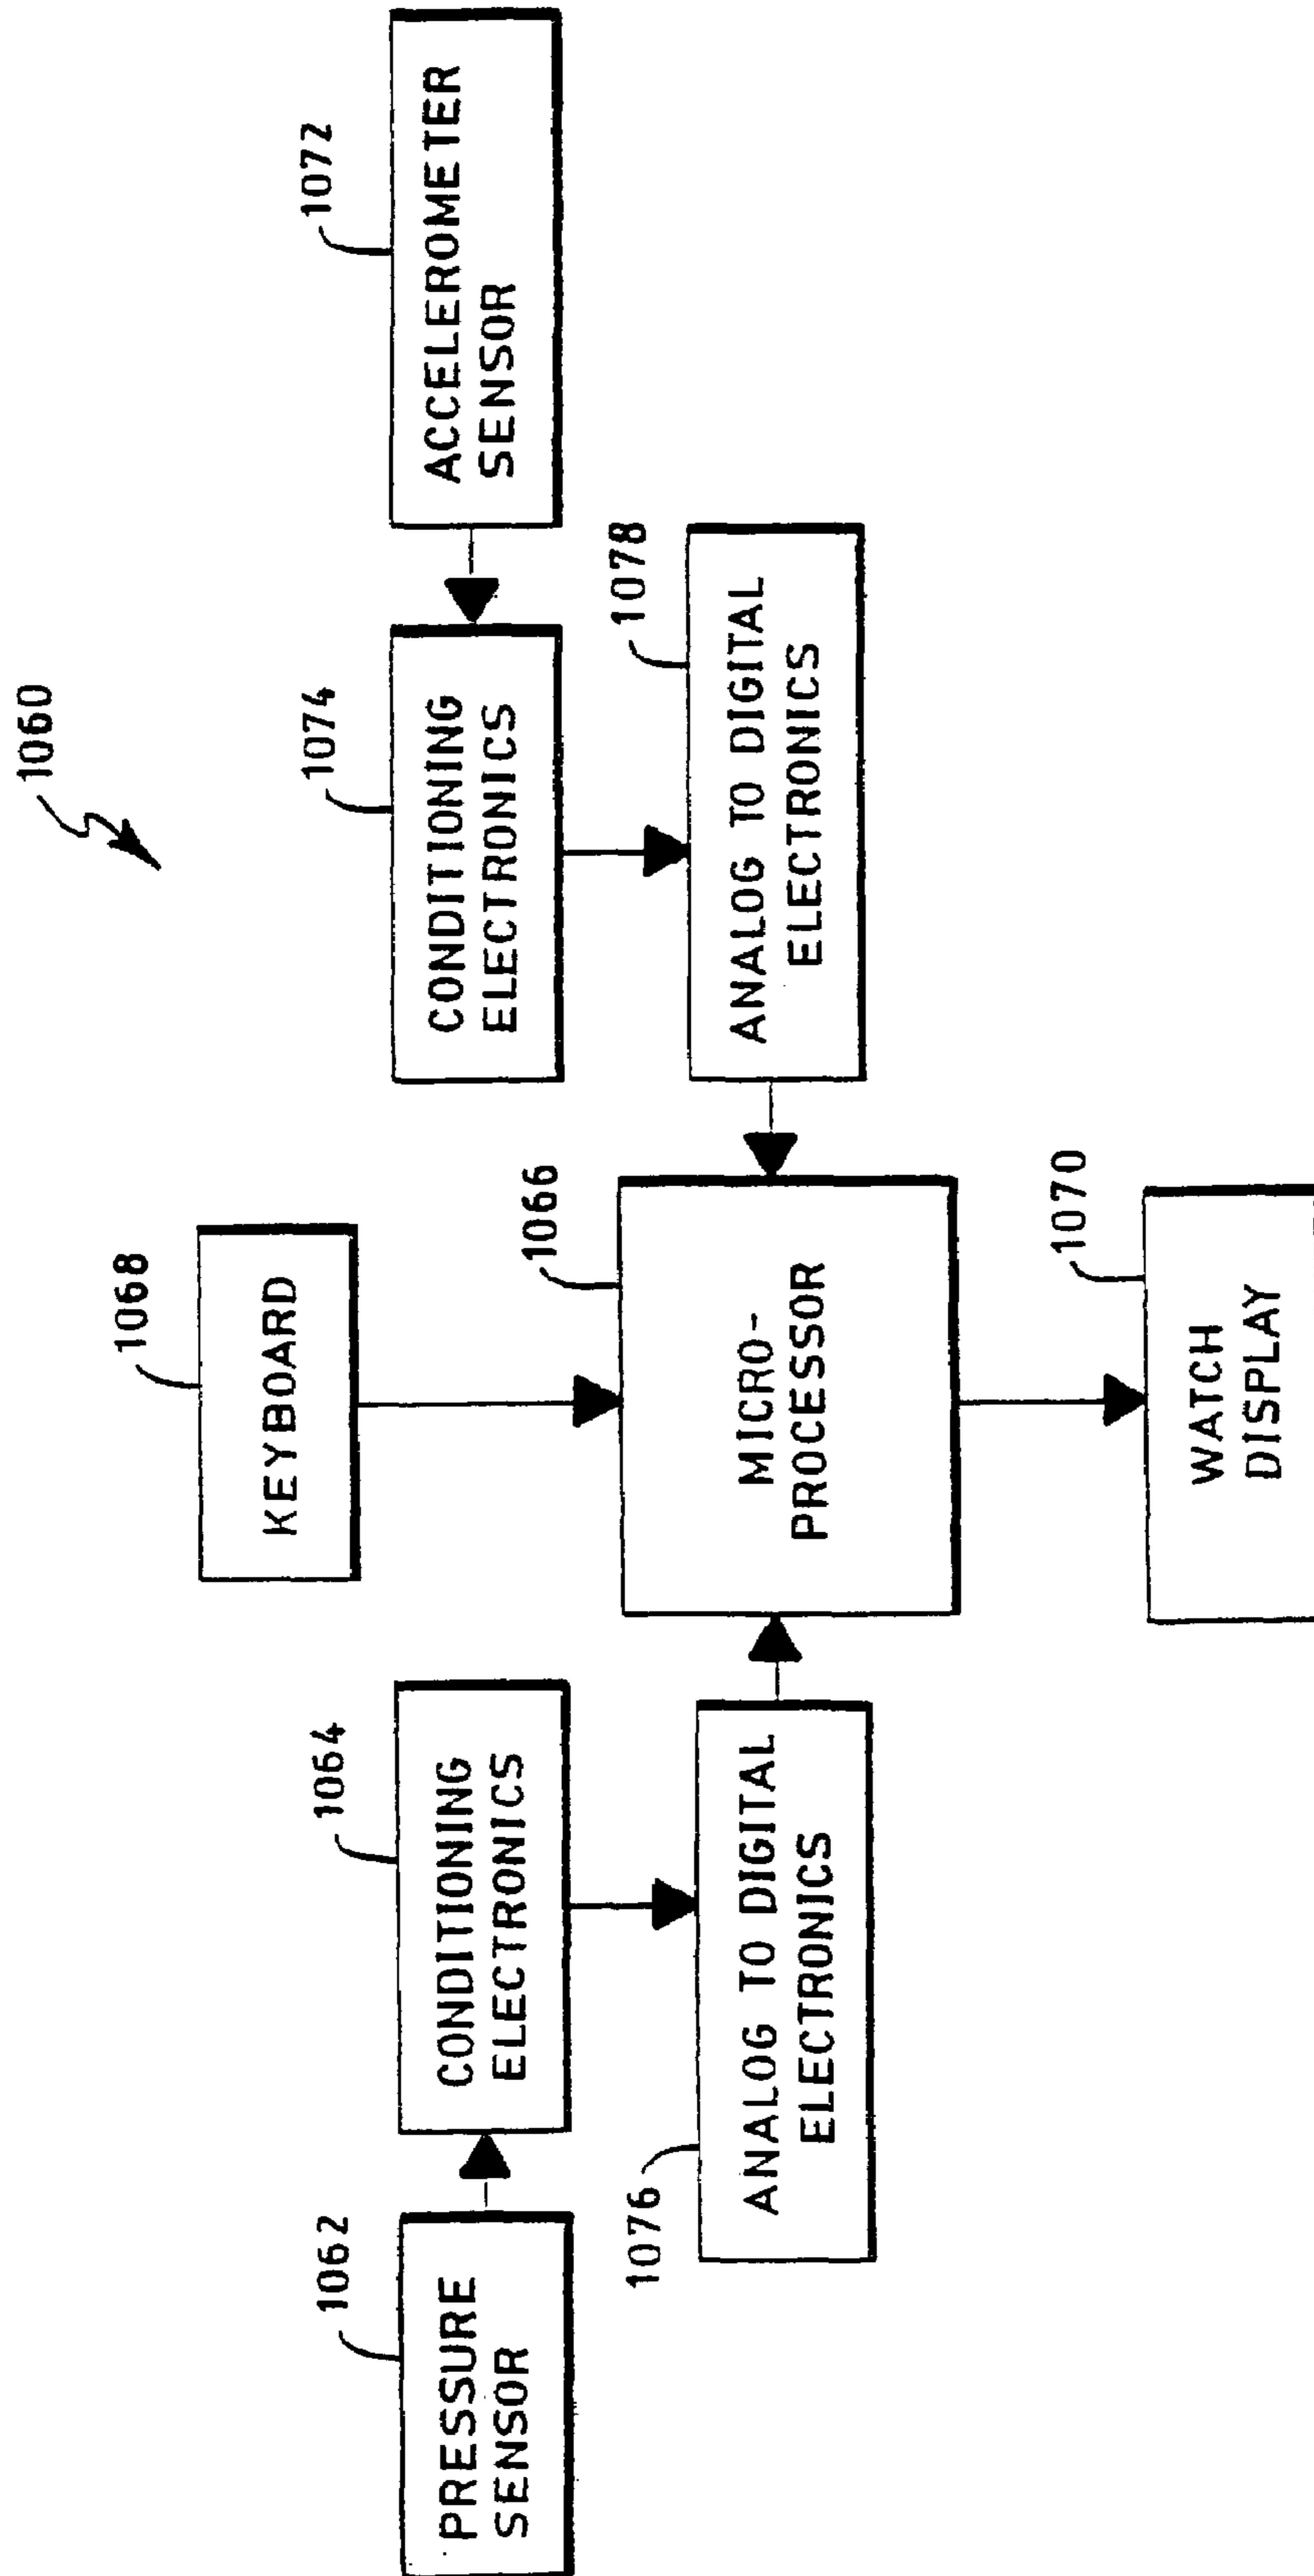 1060
1068
KEYBOARD
1062
PRESSURE
SENSOR
1064
CONDITIONING
ELECTRONICS
1074
CONDITIONING
ELECTRONICS
1072
ACCELEROMETER
SENSOR
1076
ANALOG TO DIGITAL
ELECTRONICS
1066
MICRO-
PROCESSOR
1078
ANALOG TO DIGITAL
ELECTRONICS
1070
WATCH
DISPLAY